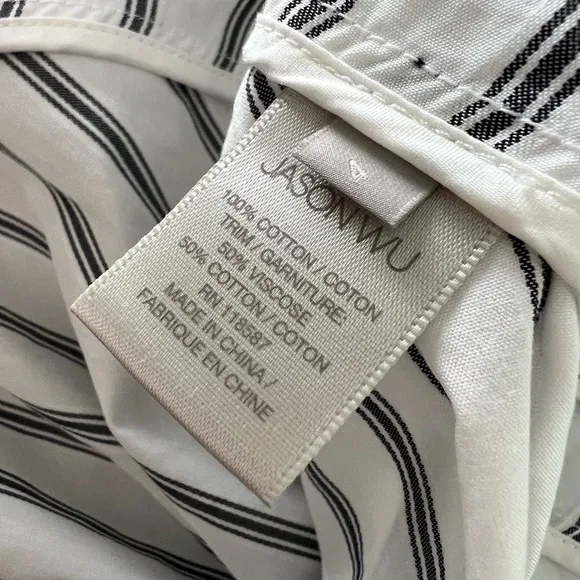 4
JASON WU
100% COTTON / COTON
TRIM / GARNITURE:
50% VISCOSE
50% COTTON / COTON
RN 118587
MADE IN CHINA /
FABRIQUE EN CHINE